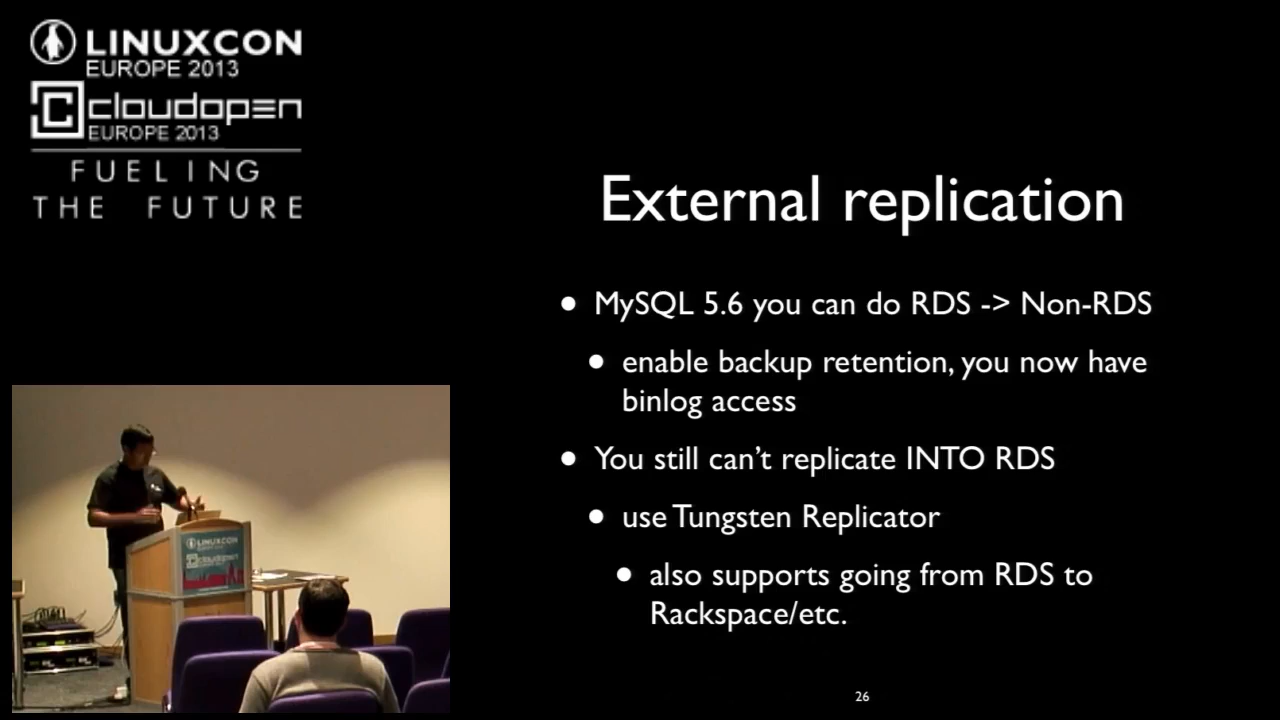 LINUXCON
EUROPE 2013
cloudopen
EUROPE 2013
FUELING
THE FUTURE
External replication
• MySQL 5.6 you can do RDS -> Non-RDS
• enable backup retention, you now have
binlog access
• You still can't replicate INTO RDS
• use Tungsten Replicator
• also supports going from RDS to
Rackspace/etc.
26
LINUXCON
cloudopen